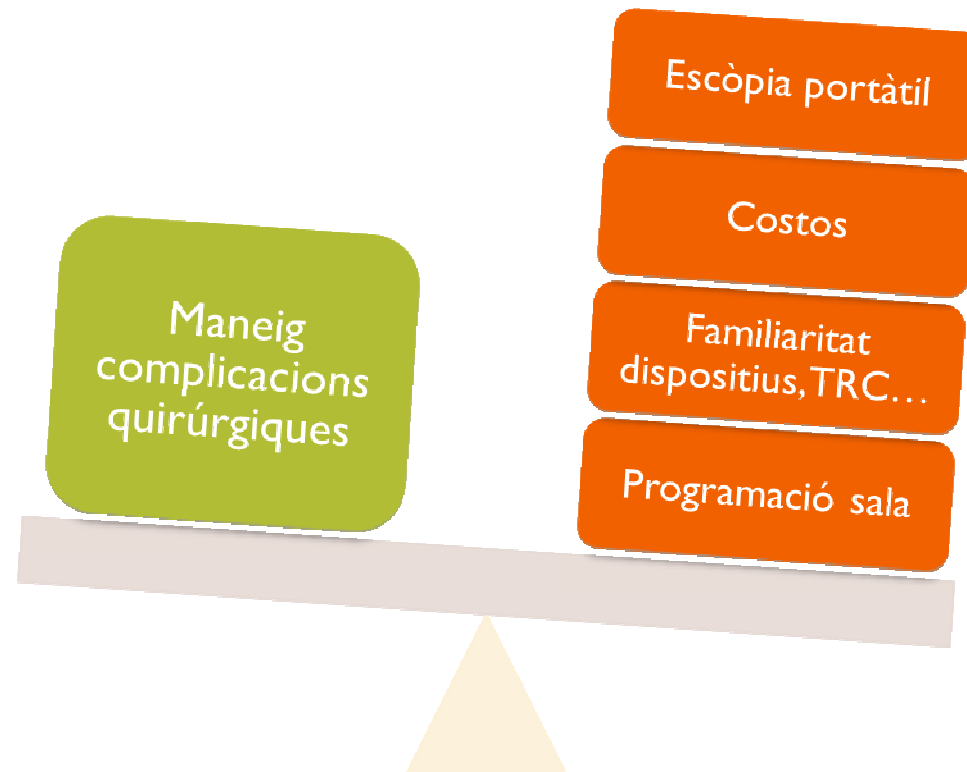 Maneig
complicacions
quirúrgiques
Escòpia portàtil
Costos
Familiaritat
dispositius, TRC…
Programació sala